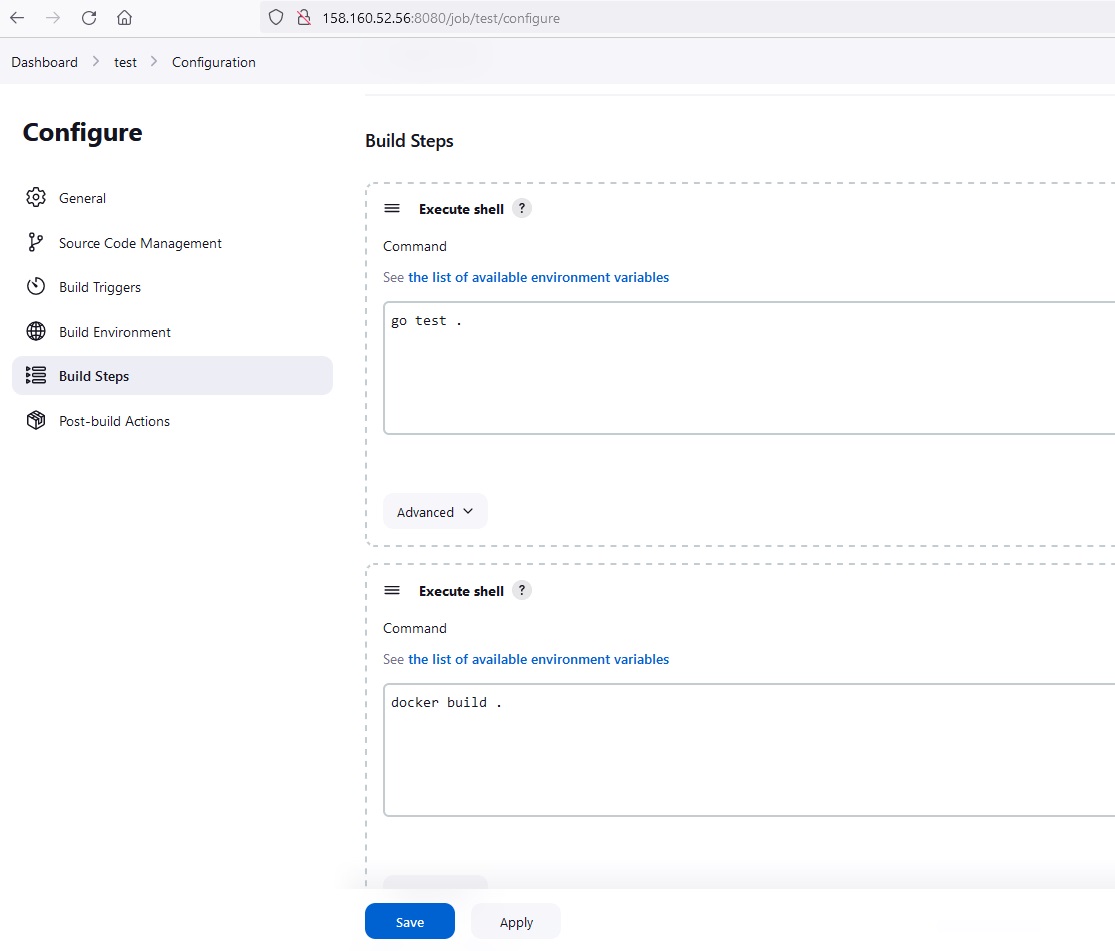 158.160.52.56:8080/job/test/configure
Dashboard > test > Configuration
Configure
General
Source Code Management
Build Triggers
Build Environment
Build Steps
Post-build Actions
Build Steps
Execute shell ?
Command
See the list of available environment variables
go test .
Advanced
Execute shell ?
Command
See the list of available environment variables
docker build .
Save Apply